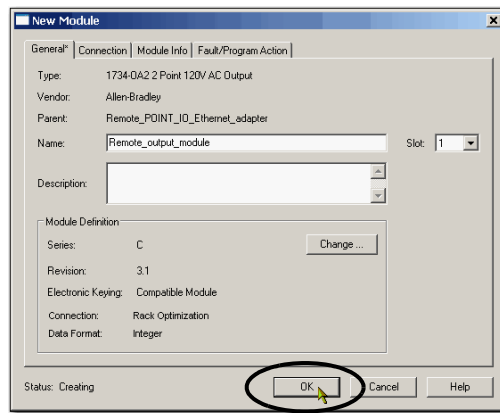 New Module
General* Connection Module Info Fault/Program Action
Type: 1734-OA2 2 Point 120V AC Output
Vendor: Allen-Bradley
Parent: Remote_POINT_IO_Ethernet_adapter
Name: Remote_output_module Slot: 1
Description:
Module Definition
Series: C Change ...
Revision: 3.1
Electronic Keying: Compatible Module
Connection: Rack Optimization
Data Format: Integer
Status: Creating OK Cancel Help